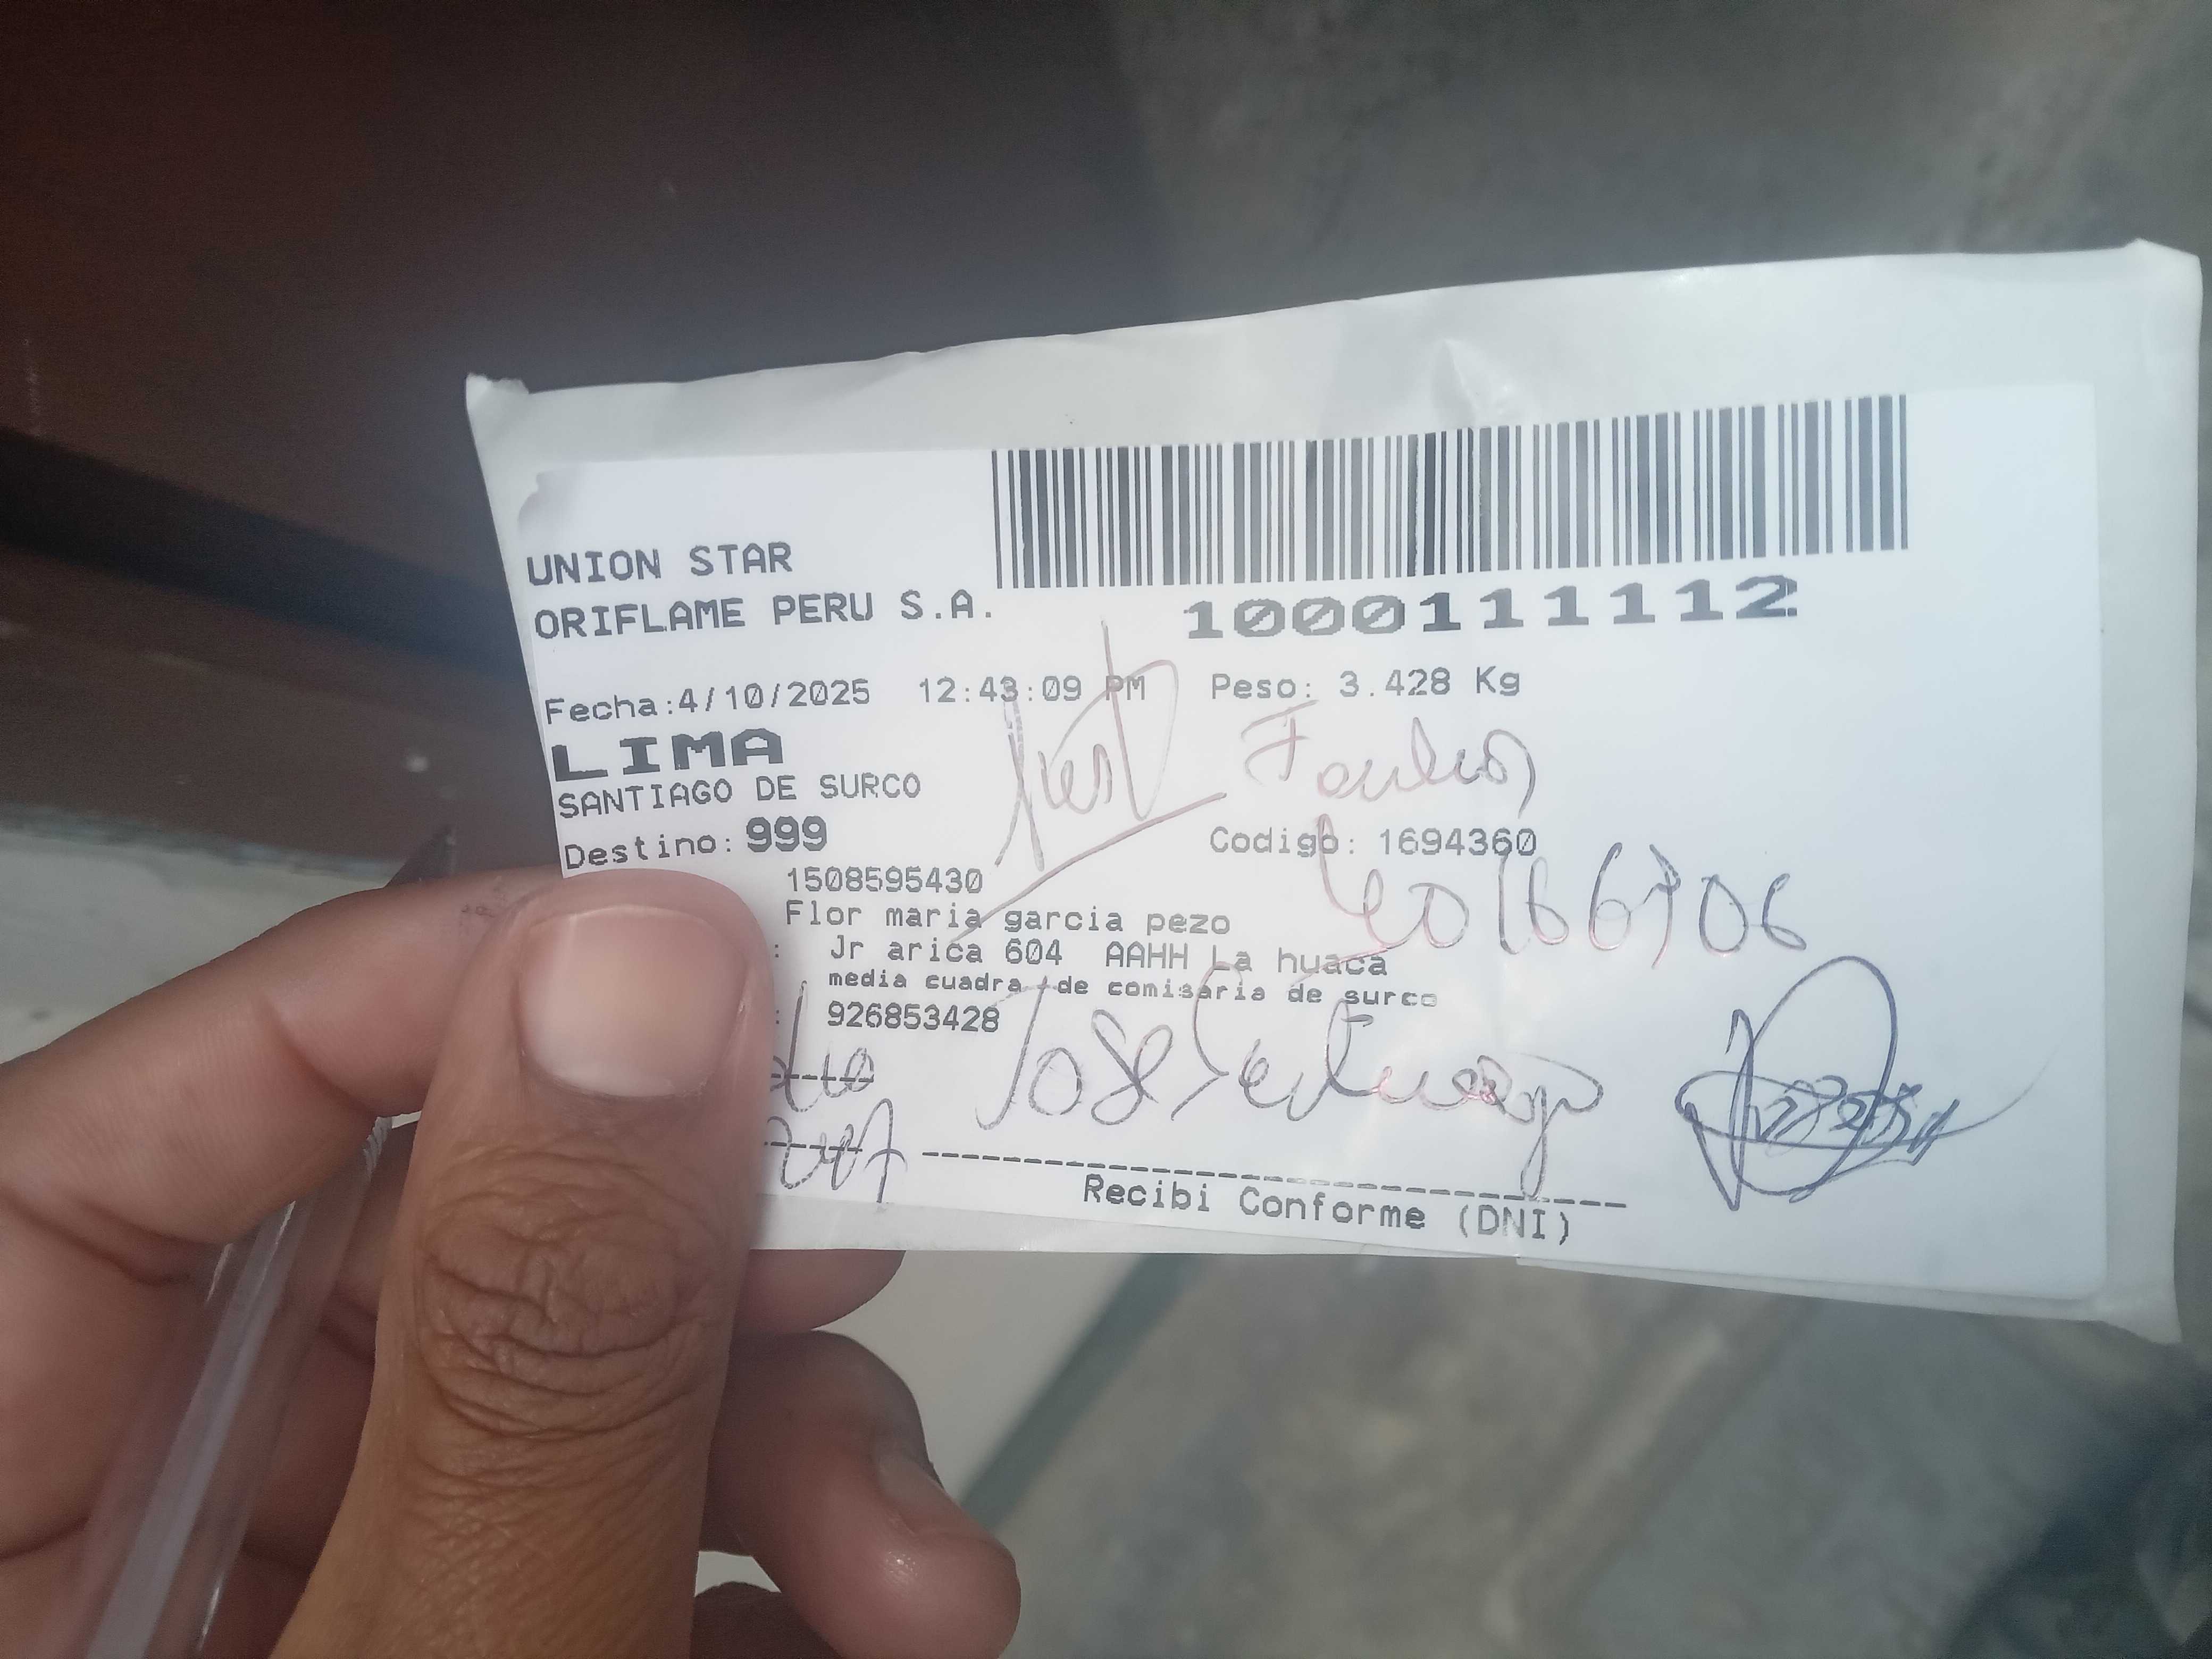 UNION STAR
ORIFLAME PERU S.A.
1000111112
Fecha:4/10/2025 12:43:09 PM Peso: 3.428 Kg
LIMA
SANTIAGO DE SURCO
Destino: 999
Codigo: 1694360
1508595430
Flor maria garcia pezo
: Jr arica 604 AAHH La huaca
media cuadra de comisaria de surco
: 926853428
Jose
Recibi Conforme (DNI)